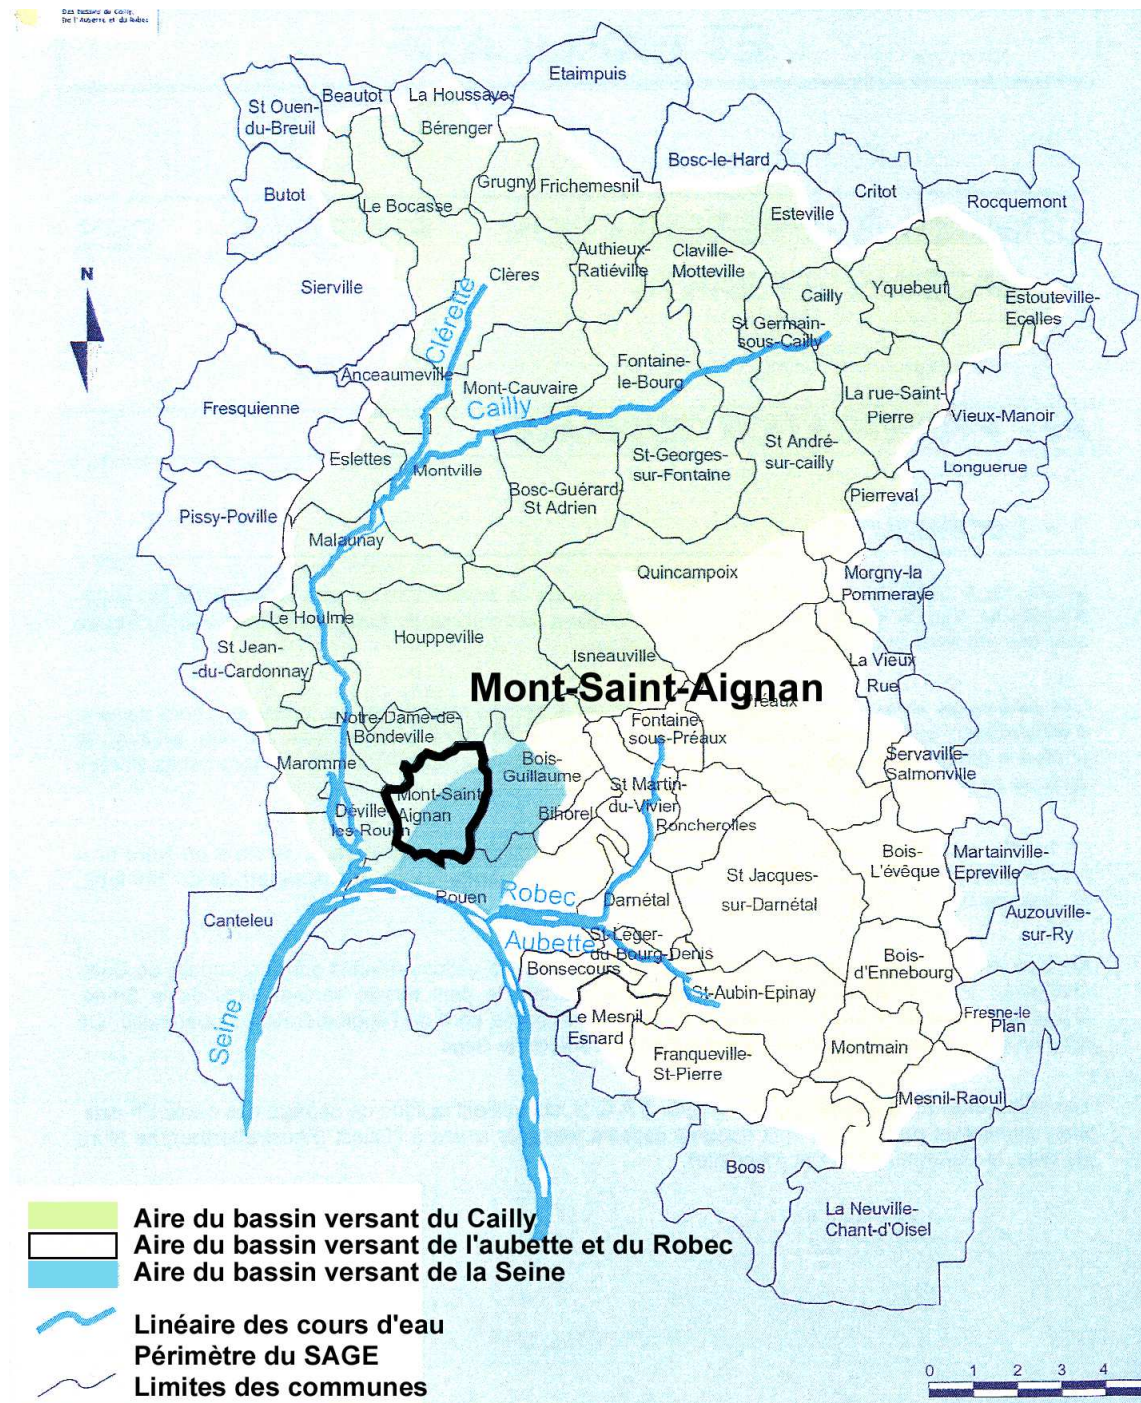 Des bassins du Cailly,
De l'Aubette et du Robec
Etaimpuis
Beautot
La Houssaye-
Bérenger
St Ouen-
du-Breuil
Bosc-le-Hard
Critot
Rocquemont
Butot
Grugny
Frichemesnil
Le Bocasse
Esteville
Authieux-
Ratiéville
Claville-
Motteville
N
Clères
Sierville
Cailly
Yquebeuf
Estouteville-
Ecalles
Clérette
St Germain-
sous-Cailly
Anceaumeville
Mont-Cauvaire
Fontaine-
le-Bourg
La rue-Saint-
Pierre
Fresquienne
Cailly
Vieux-Manoir
Eslettes
Montville
St-Georges-
sur-Fontaine
St André-
sur-cailly
Longuerue
Bosc-Guérard-
St Adrien
Pierreval
Pissy-Poville
Malaunay
Quincampoix
Morgny-la
Pommeraye
Le Houlme
Houppeville
St Jean-
-du-Cardonnay
Isneauville
La Vieux
Rue
Mont-Saint-Aignan
Préaux
Notre-Dame-de-
Bondeville
Fontaine-
sous-Préaux
Maromme
Bois-
Guillaume
Servaville-
Salmonville
Mont-Saint
Aignan
St Martin-
du-Vivier
Déville
les-Rouen
Bihorel
Roncherolles
Bois-
L'évêque
Martainville-
Epreville
St Jacques-
sur-Darnétal
Rouen
Robec
Darnétal
Canteleu
Auzouville-
sur-Ry
Aubette
St-Léger-
du-Bourg-Denis
Bonsecours
Bois-
d'Ennebourg
St-Aubin-Epinay
Seine
Le Mesnil
Esnard
Fresne-le
Plan
Franqueville-
St-Pierre
Montmain
Mesnil-Raoul
Boos
La Neuville-
Chant-d'Oisel
Aire du bassin versant du Cailly
Aire du bassin versant de l'aubette et du Robec
Aire du bassin versant de la Seine
Linéaire des cours d'eau
Périmètre du SAGE
Limites des communes
0 1 2 3 4